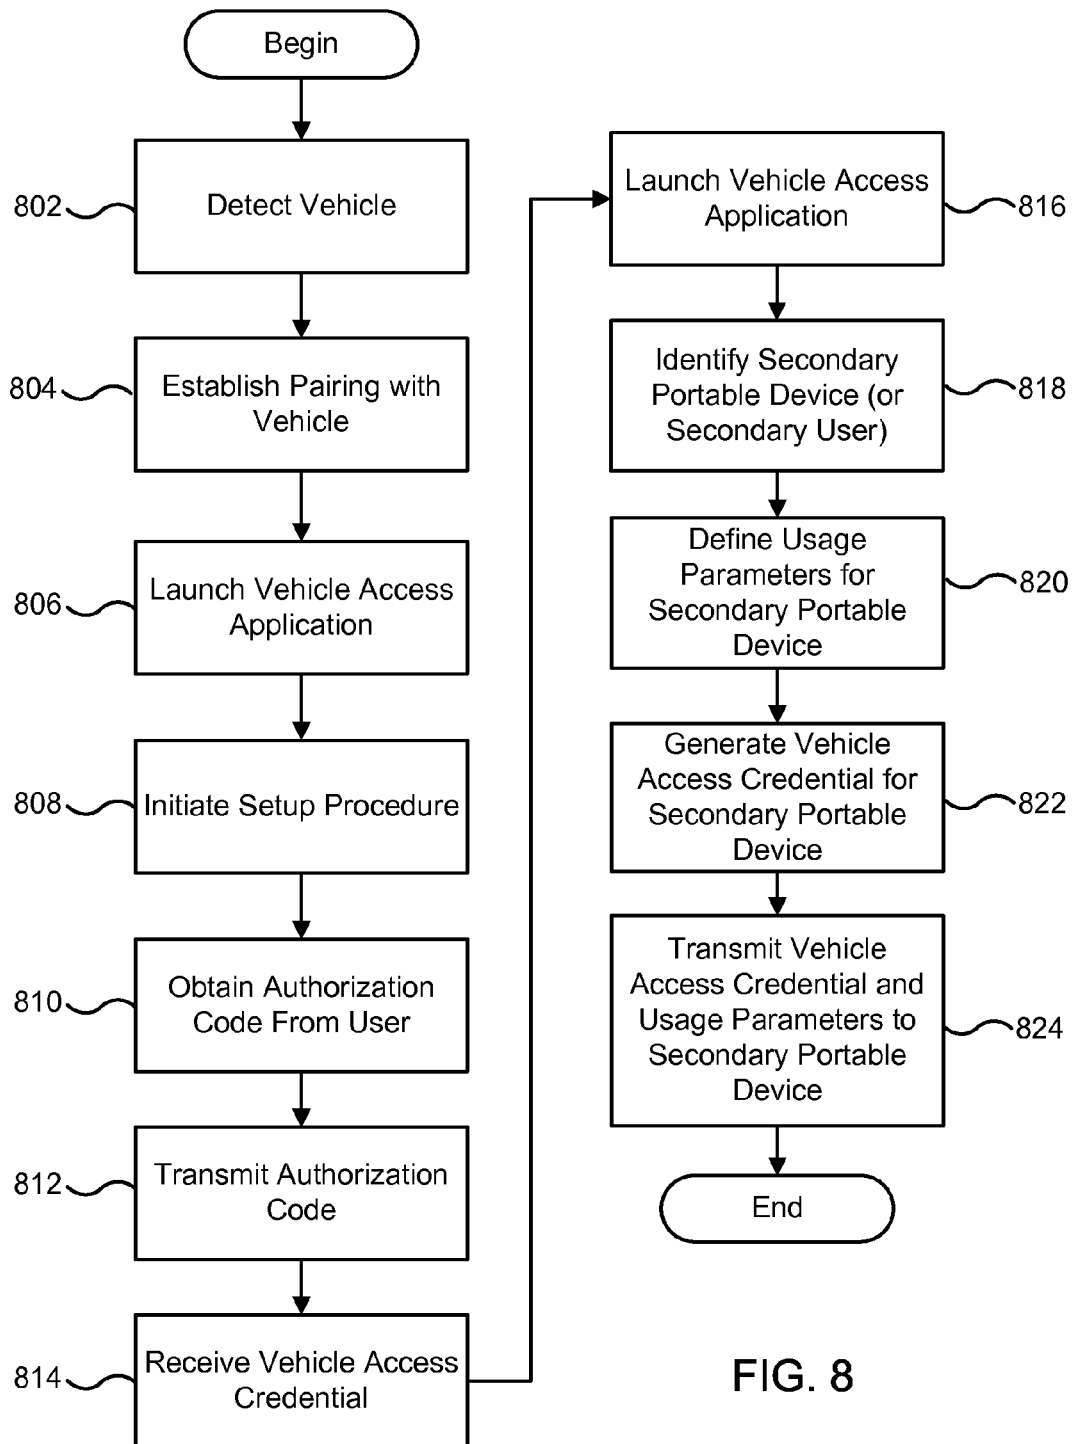 Begin
802
Detect Vehicle
804
Establish Pairing with
Vehicle
806
Launch Vehicle Access
Application
808
Initiate Setup Procedure
810
Obtain Authorization
Code From User
812
Transmit Authorization
Code
814
Receive Vehicle Access
Credential
Launch Vehicle Access
Application
816
Identify Secondary
Portable Device (or
Secondary User)
818
Define Usage
Parameters for
Secondary Portable
Device
820
Generate Vehicle
Access Credential for
Secondary Portable
Device
822
Transmit Vehicle
Access Credential and
Usage Parameters to
Secondary Portable
Device
824
End
FIG. 8